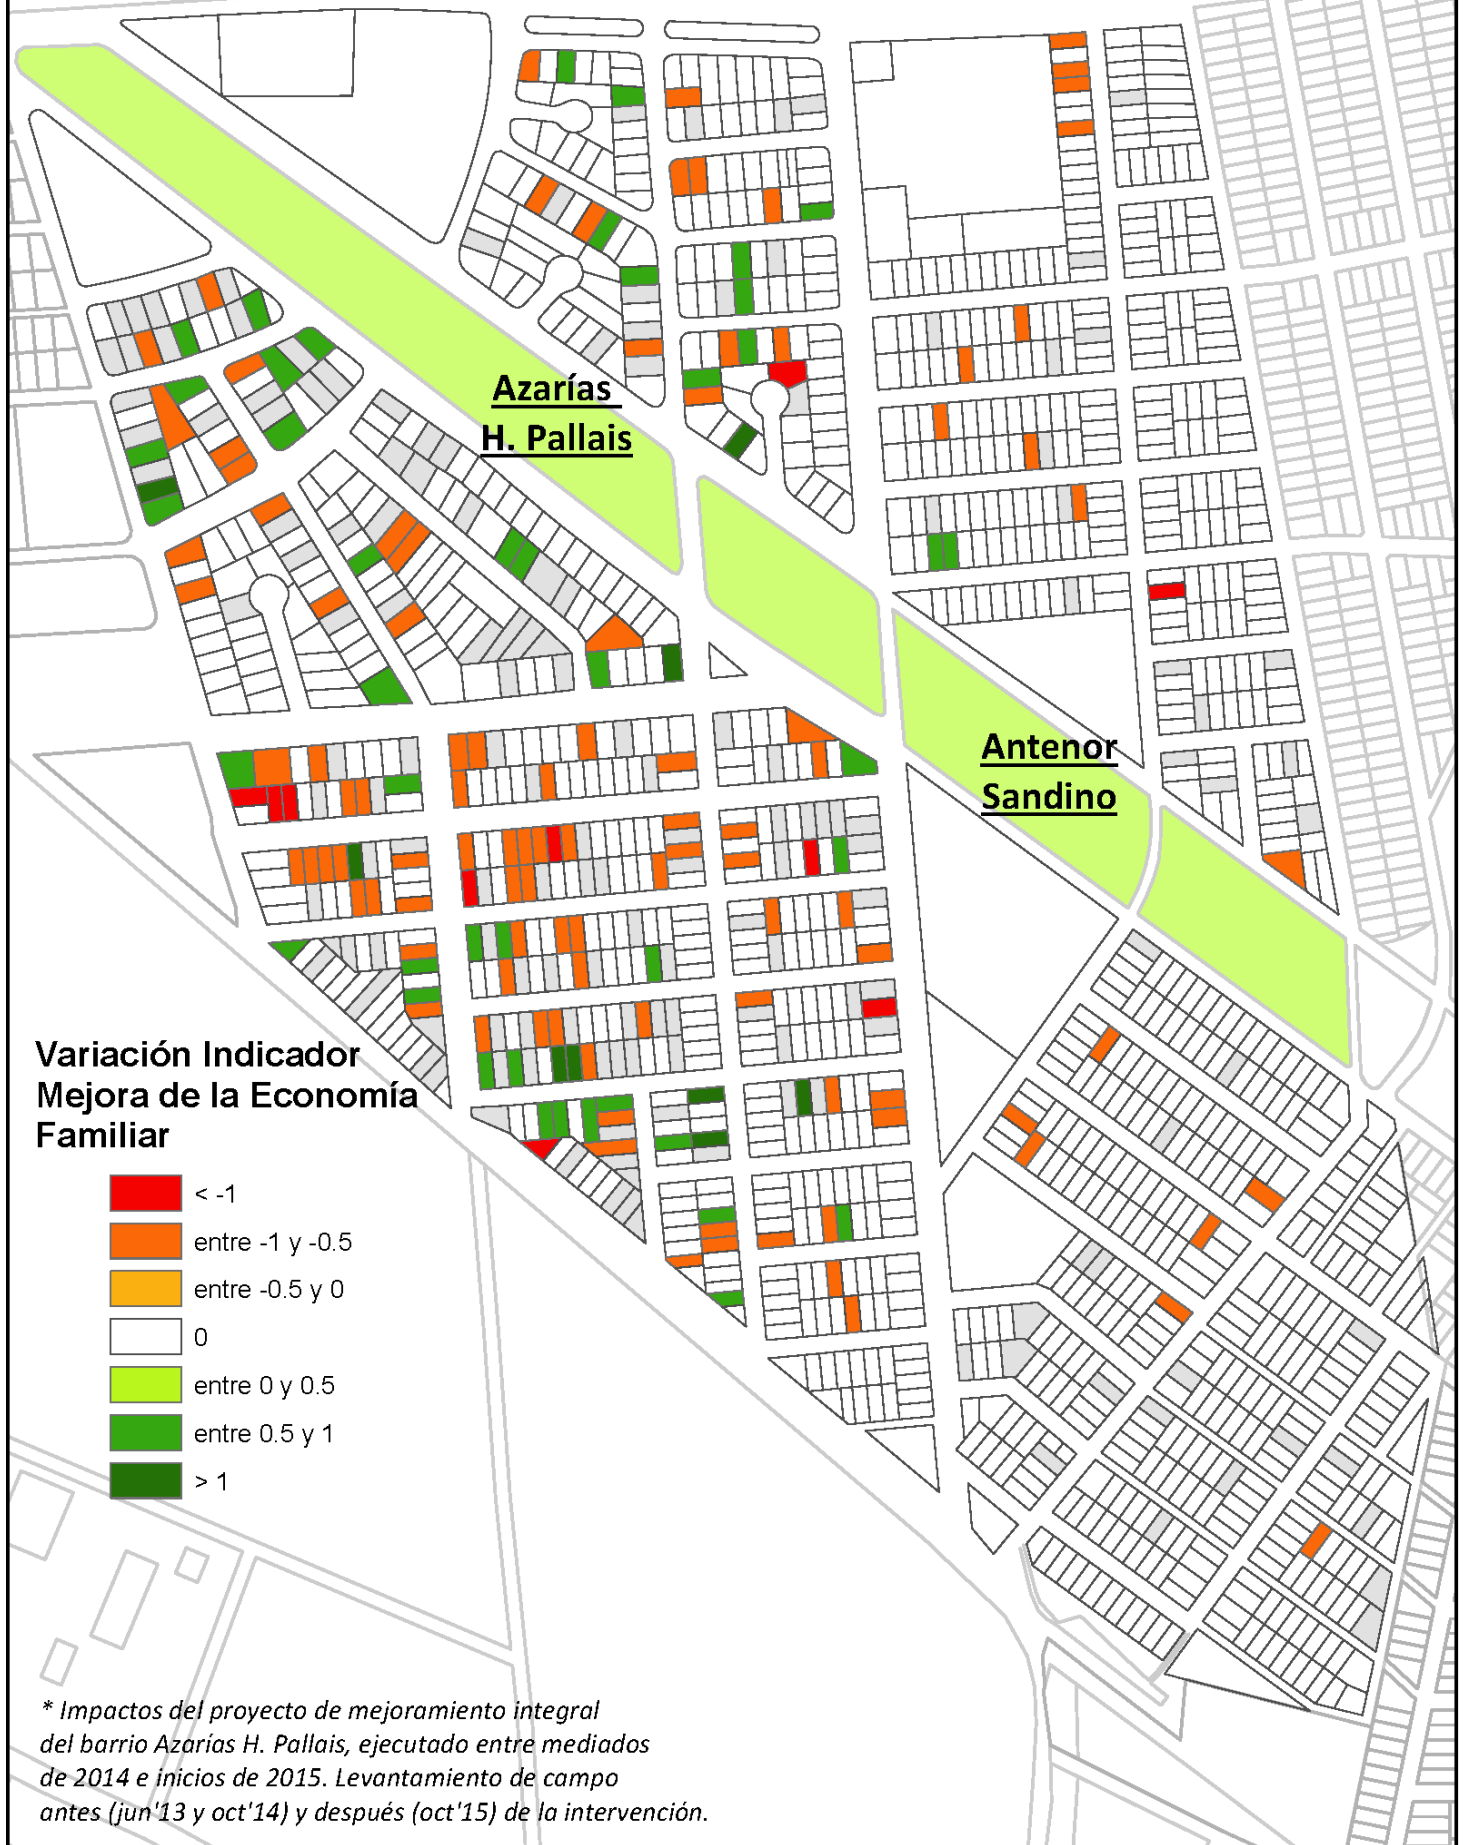 Azarías
H. Pallais
Antenor
Sandino
Variación Indicador
Mejora de la Economía
Familiar
< -1
entre -1 y -0.5
entre -0.5 y 0
0
entre 0 y 0.5
entre 0.5 y 1
> 1
* Impactos del proyecto de mejoramiento integral
del barrio Azarías H. Pallais, ejecutado entre mediados
de 2014 e inicios de 2015. Levantamiento de campo
antes (jun'13 y oct'14) y después (oct'15) de la intervención.